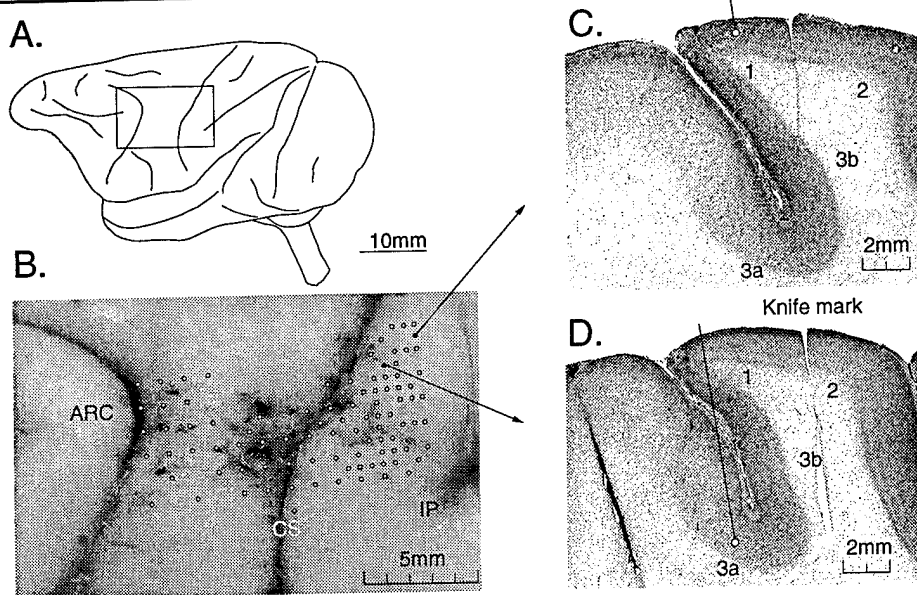 A.
10mm
B.
ARC
CS
IP
5mm
C.
1
2
3b
3a
2mm
Knife mark
D.
1
2
3b
3a
2mm